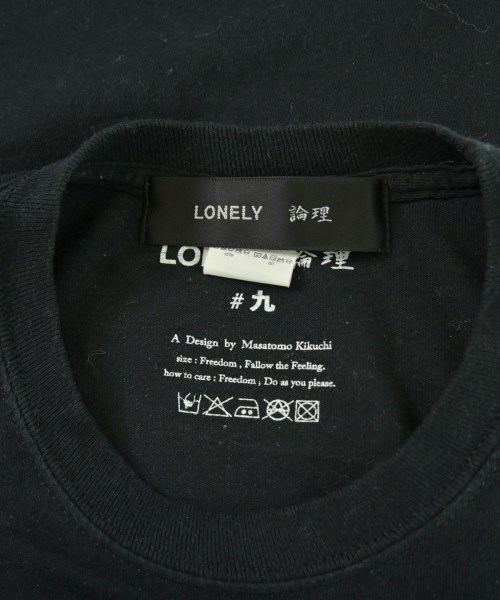 LONELY 論理
LO 論理
#九
A Design by Masatomo Kikuchi
size : Freedom , Fallow the Feeling.
how to care : Freedom ; Do as you please.